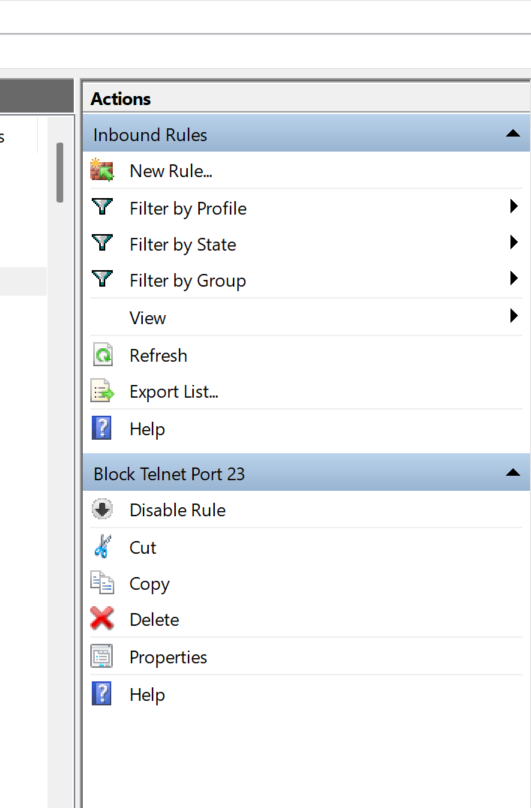 s
Actions
Inbound Rules
New Rule...
Filter by Profile
Filter by State
Filter by Group
View
Refresh
Export List...
Help
Block Telnet Port 23
Disable Rule
Cut
Copy
Delete
Properties
Help